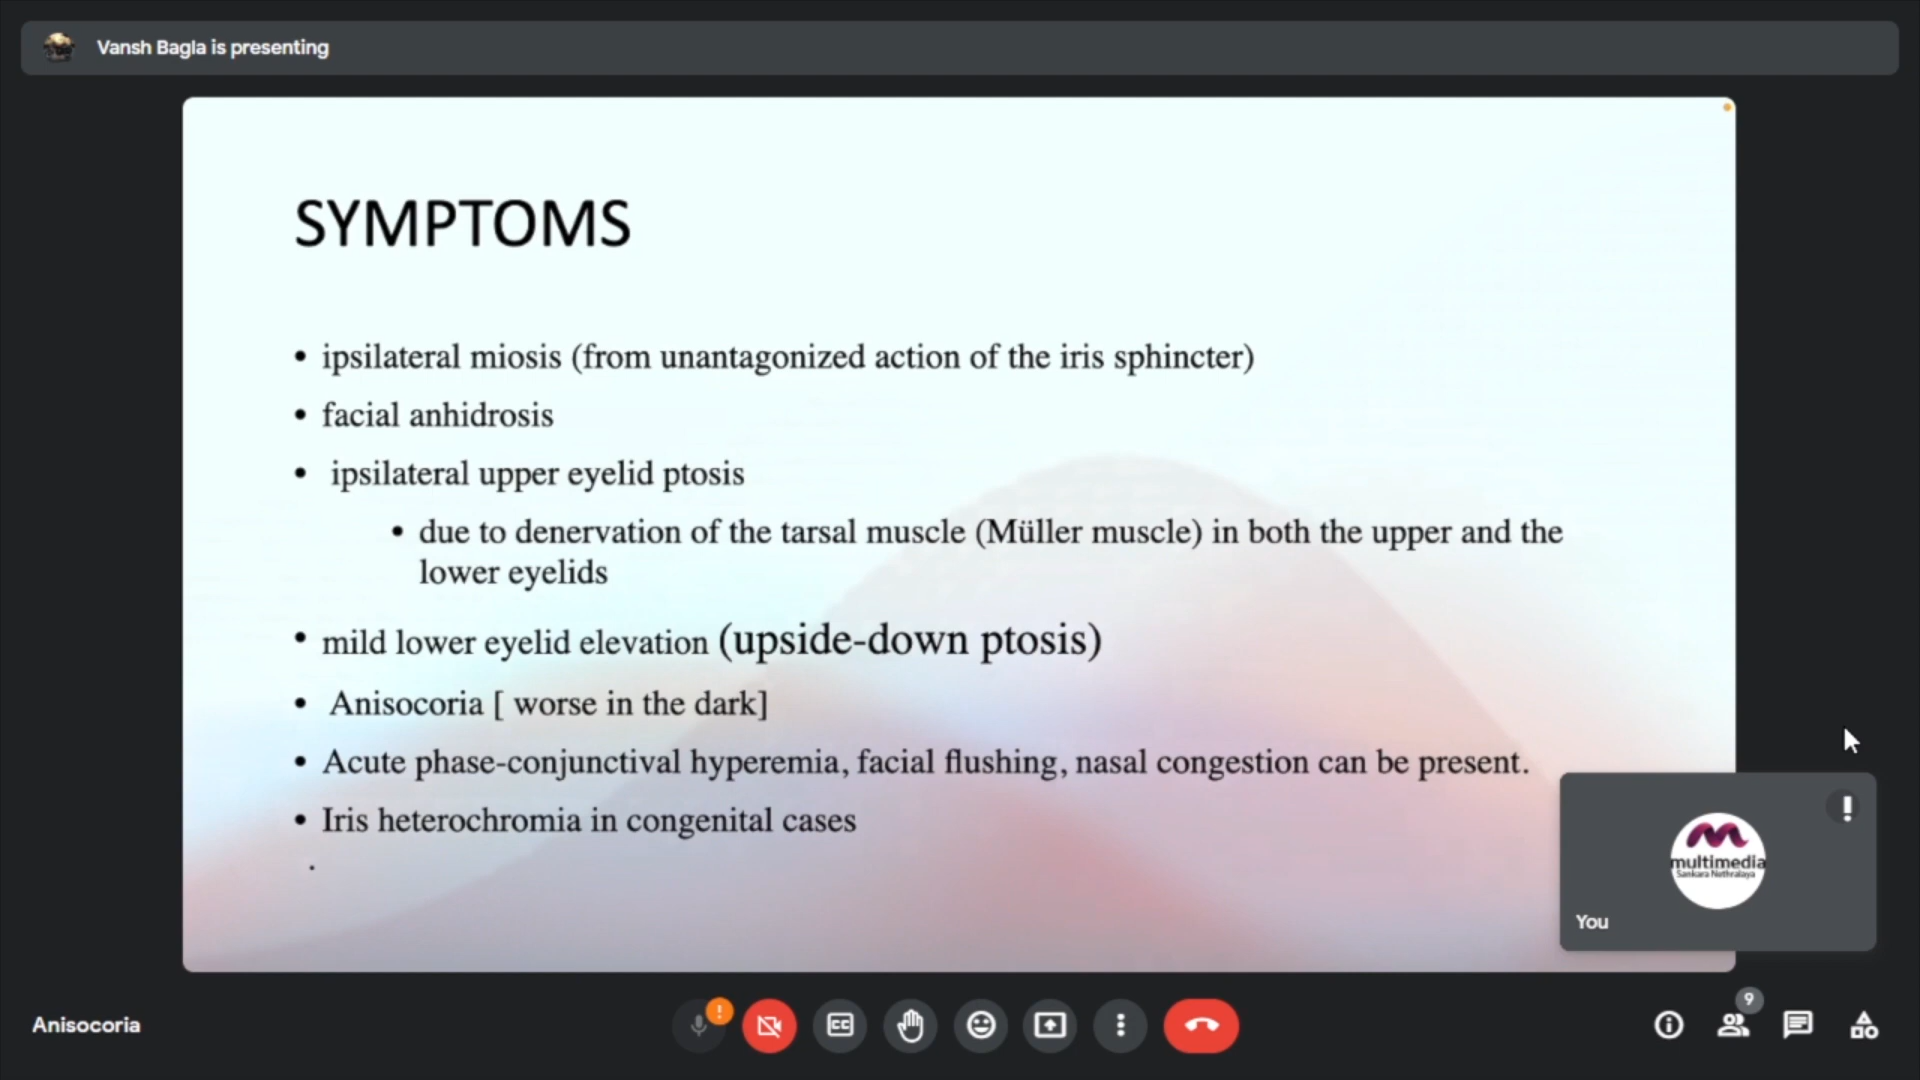 Vansh Bagla is presenting
SYMPTOMS
• ipsilateral miosis (from unantagonized action of the iris sphincter)
• facial anhidrosis
• ipsilateral upper eyelid ptosis
• due to denervation of the tarsal muscle (Müller muscle) in both the upper and the
lower eyelids
• mild lower eyelid elevation (upside-down ptosis)
• Anisocoria [ worse in the dark]
• Acute phase-conjunctival hyperemia, facial flushing, nasal congestion can be present.
• Iris heterochromia in congenital cases
.
multimedia
Sankara Nethralaya
You
Anisocoria
!
CC
9